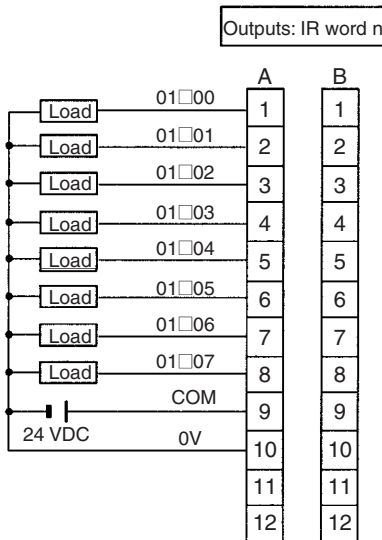 Outputs: IR word n
A B
Load 01□00 1 1
Load 01□01 2 2
Load 01□02 3 3
Load 01□03 4 4
Load 01□04 5 5
Load 01□05 6 6
Load 01□06 7 7
Load 01□07 8 8
COM 9 9
24 VDC 0V 10 10
11 11
12 12